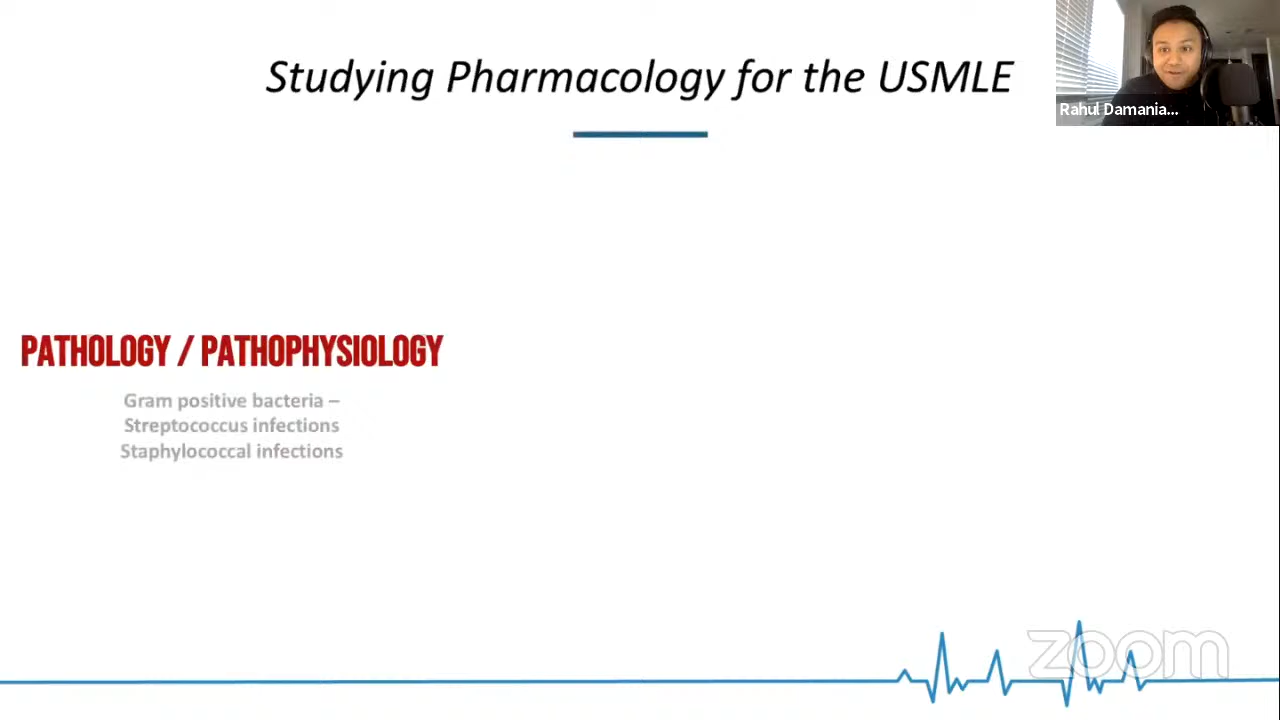 Studying Pharmacology for the USMLE
Rahul Damania...
PATHOLOGY / PATHOPHYSIOLOGY
Gram positive bacteria –
Streptococcus infections
Staphylococcal infections
zoom